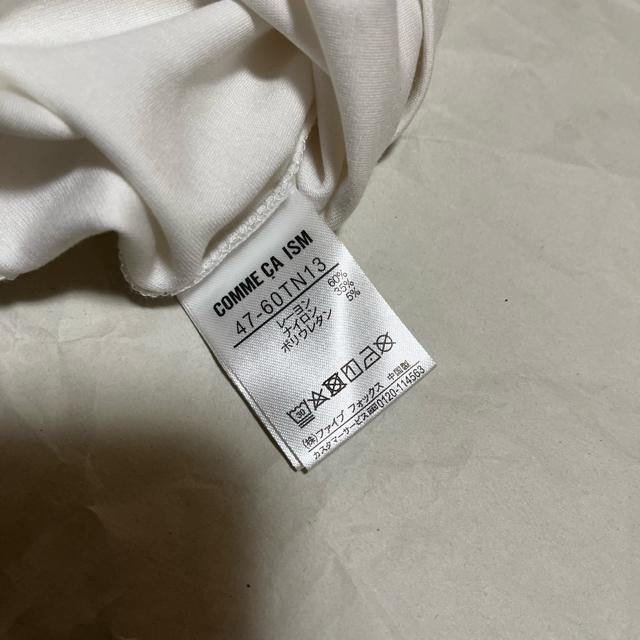 COMME CA ISM
47-60TN13
レーヨン 60%
ナイロン 35%
ポリウレタン 5%
30
(株)ファイブ フォックス 中国製
カスタマーサービス 0120-114563